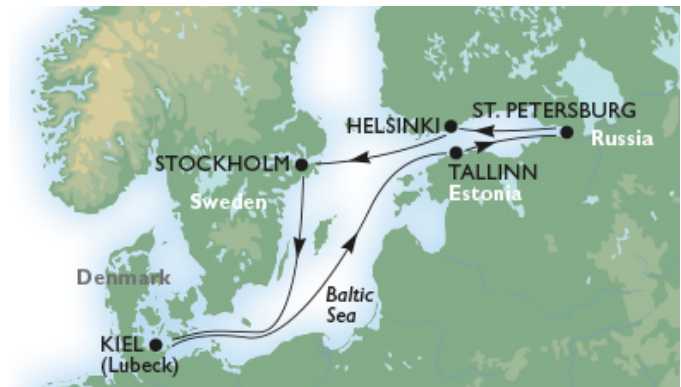 ST. PETERSBURG
HELSINKI
Russia
STOCKHOLM
TALLINN
Estonia
Sweden
Denmark
Baltic
Sea
KIEL
(Lubeck)